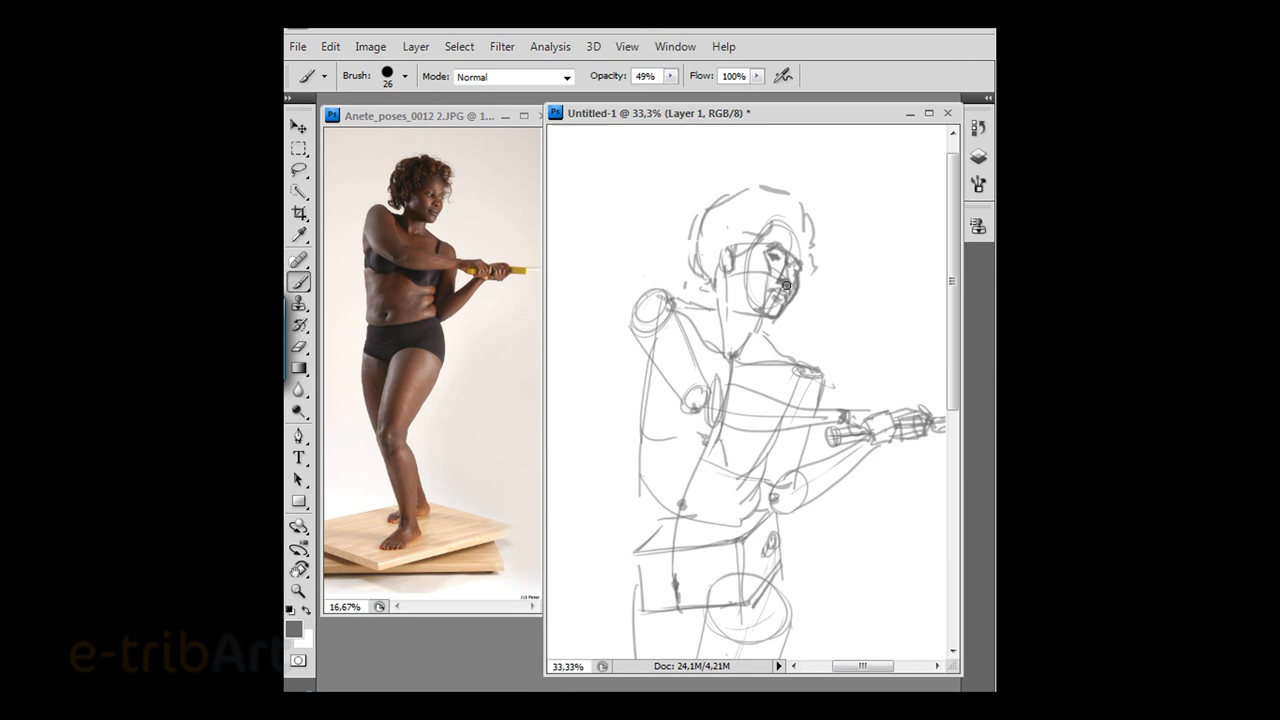 File Edit Image Layer Select Filter Analysis 3D View Window Help
Brush: 26 Mode: Normal Opacity: 49% Flow: 100%
Anete_poses_0012 2.JPG @ 1...
Untitled-1 @ 33,3% (Layer 1, RGB/8) *
16,67%
33,33% Doc: 24,1M/4,21M
e-tribArt